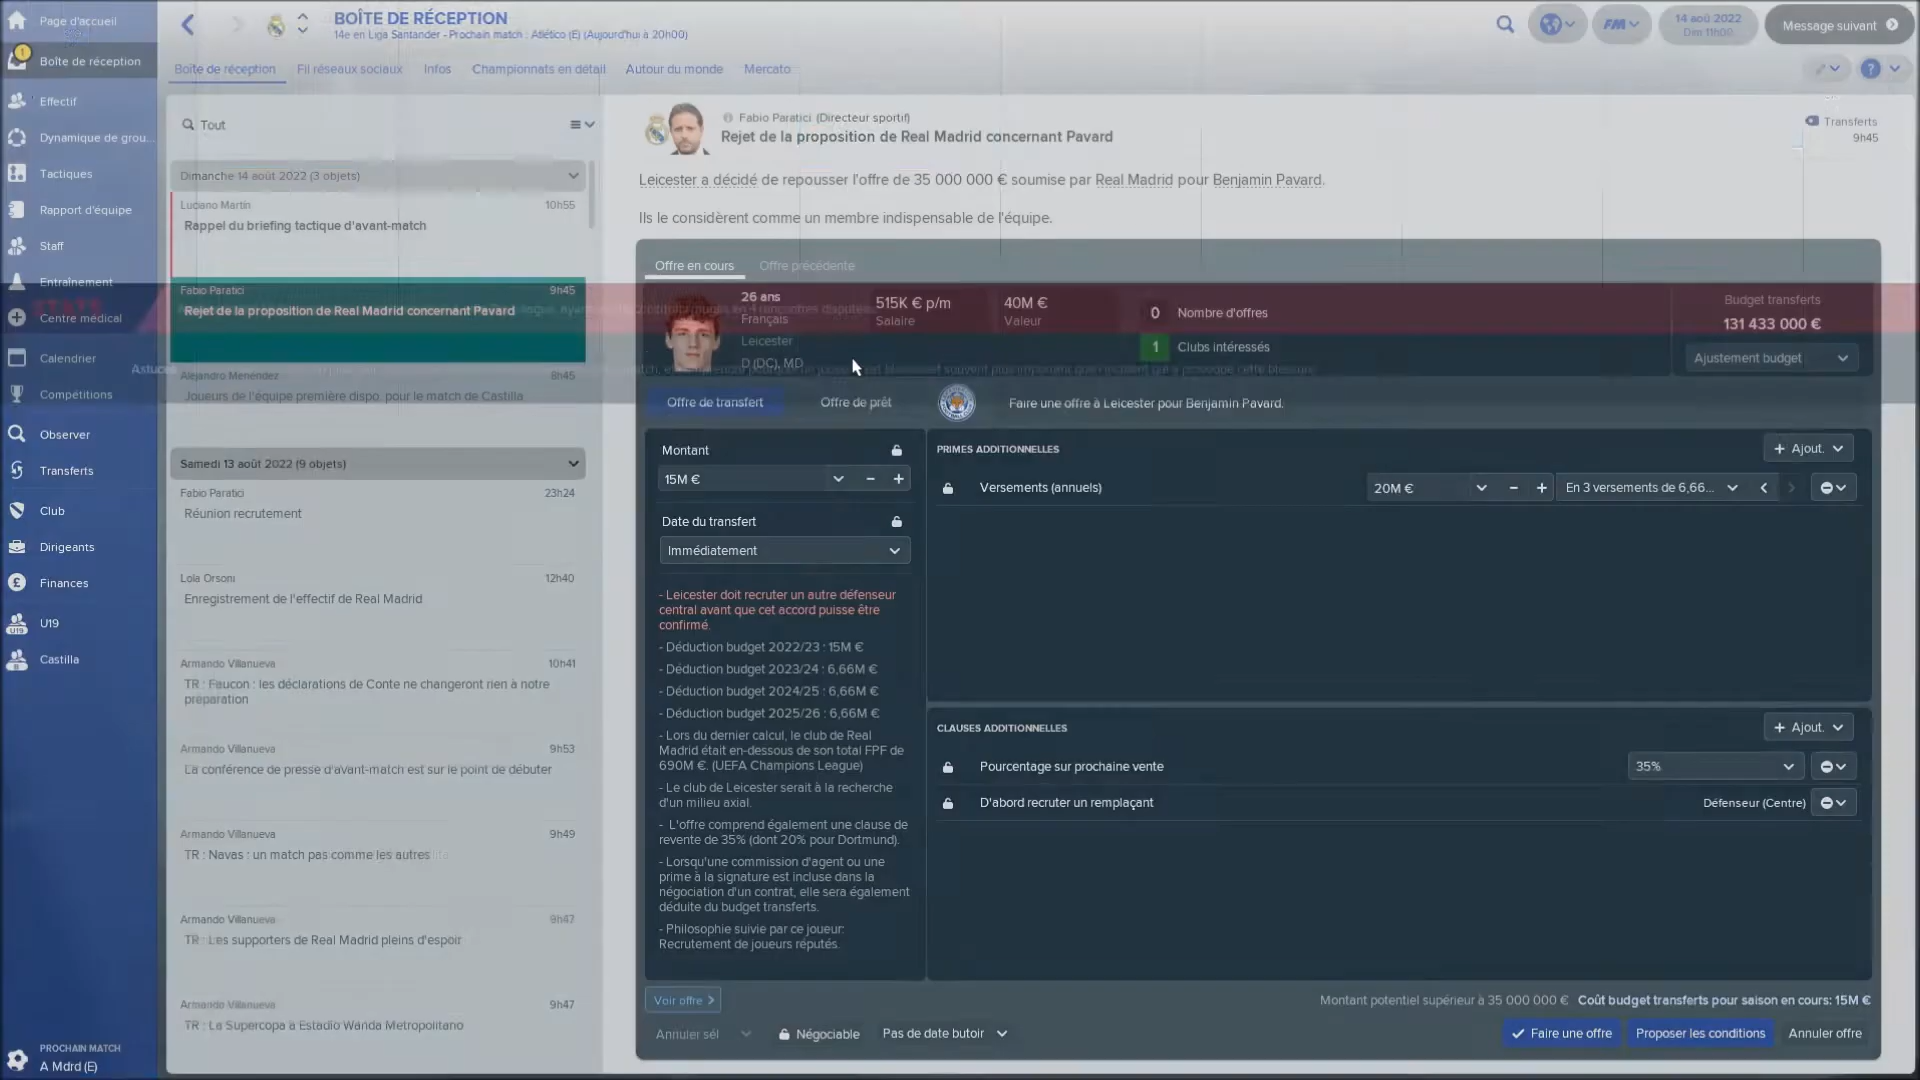 Page d'accueil
Boîte de réception
Effectif
Dynamique de grou...
Tactiques
Rapport d'équipe
Staff
Entraînement
Centre médical
Calendrier
Compétitions
Observer
Transferts
Club
Dirigeants
Finances
U19
Castilla
PROCHAIN MATCH
A Mdrd (E)
BOÎTE DE RÉCEPTION
14e en Liga Santander - Prochain match : Atlético (E) (Aujourd'hui à 20h00)
FM
14 aoû 2022
Dim 11h00
Message suivant
Boîte de réception
Fil réseaux sociaux
Infos
Championnats en détail
Autour du monde
Mercato
Tout
Dimanche 14 août 2022 (3 objets)
Luciano Martín 10h55
Rappel du briefing tactique d'avant-match
Fabio Paratici 9h45
Rejet de la proposition de Real Madrid concernant Pavard
Astuces
Alejandro Menéndez 8h45
Joueurs de l'équipe première dispo. pour le match de Castilla
Samedi 13 août 2022 (9 objets)
Fabio Paratici 23h24
Réunion recrutement
Lola Orsoni 12h40
Enregistrement de l'effectif de Real Madrid
Armando Villanueva 10h41
TR : Faucon : les déclarations de Conte ne changeront rien à notre
préparation
Armando Villanueva 9h53
La conférence de presse d'avant-match est sur le point de débuter
Armando Villanueva 9h49
TR : Navas : un match pas comme les autres
Armando Villanueva 9h47
TR : Les supporters de Real Madrid pleins d'espoir
Armando Villanueva 9h47
TR : La Supercopa à Estadio Wanda Metropolitano
Fabio Paratici (Directeur sportif)
Rejet de la proposition de Real Madrid concernant Pavard
Transferts
9h45
Leicester a décidé de repousser l'offre de 35 000 000 € soumise par Real Madrid pour Benjamin Pavard.
Ils le considèrent comme un membre indispensable de l'équipe.
Offre en cours
Offre précédente
26 ans
Français
Leicester
D (DC), MD
515K € p/m
Salaire
40M €
Valeur
0 Nombre d'offres
1 Clubs intéressés
Budget transferts
131 433 000 €
Ajustement budget
Offre de transfert
Offre de prêt
Faire une offre à Leicester pour Benjamin Pavard.
Montant
15M €
Date du transfert
Immédiatement
- Leicester doit recruter un autre défenseur
central avant que cet accord puisse être
confirmé.
- Déduction budget 2022/23 : 15M €
- Déduction budget 2023/24 : 6,66M €
- Déduction budget 2024/25 : 6,66M €
- Déduction budget 2025/26 : 6,66M €
- Lors du dernier calcul, le club de Real
Madrid était en-dessous de son total FPF de
690M €. (UEFA Champions League)
- Le club de Leicester serait à la recherche
d'un milieu axial.
- L'offre comprend également une clause de
revente de 35% (dont 20% pour Dortmund).
- Lorsqu'une commission d'agent ou une
prime à la signature est incluse dans la
négociation d'un contrat, elle sera également
déduite du budget transferts.
- Philosophie suivie par ce joueur:
Recrutement de joueurs réputés.
PRIMES ADDITIONNELLES
Ajout.
Versements (annuels)
20M €
En 3 versements de 6,66...
CLAUSES ADDITIONNELLES
Ajout.
Pourcentage sur prochaine vente
35%
D'abord recruter un remplaçant
Défenseur (Centre)
Voir offre
Montant potentiel supérieur à 35 000 000 € Coût budget transferts pour saison en cours: 15M €
Annuler sél
Négociable
Pas de date butoir
Faire une offre
Proposer les conditions
Annuler offre